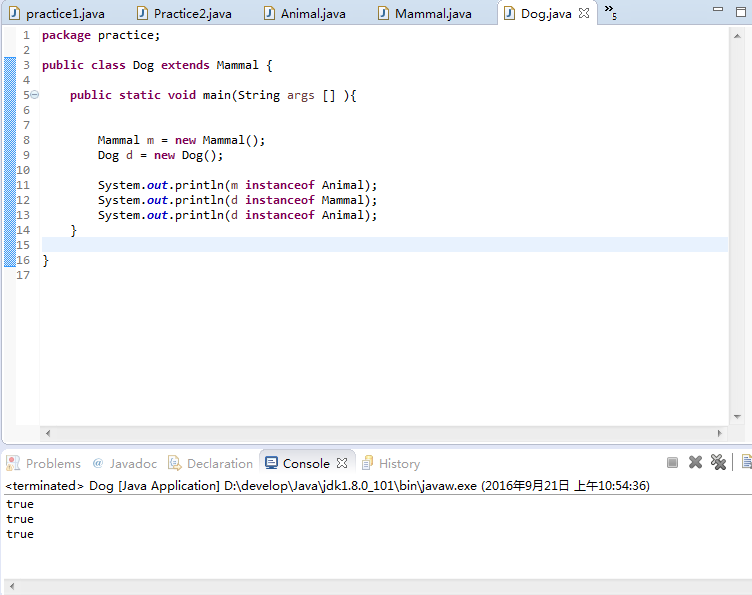 practice1.java Practice2.java Animal.java Mammal.java Dog.java »5
1 package practice;
2
3 public class Dog extends Mammal {
4
5 public static void main(String args [] ){
6
7
8 Mammal m = new Mammal();
9 Dog d = new Dog();
10
11 System.out.println(m instanceof Animal);
12 System.out.println(d instanceof Mammal);
13 System.out.println(d instanceof Animal);
14 }
15
16 }
17
Problems @ Javadoc Declaration Console History
<terminated> Dog [Java Application] D:\develop\Java\jdk1.8.0_101\bin\javaw.exe (2016年9月21日 上午10:54:36)
true
true
true